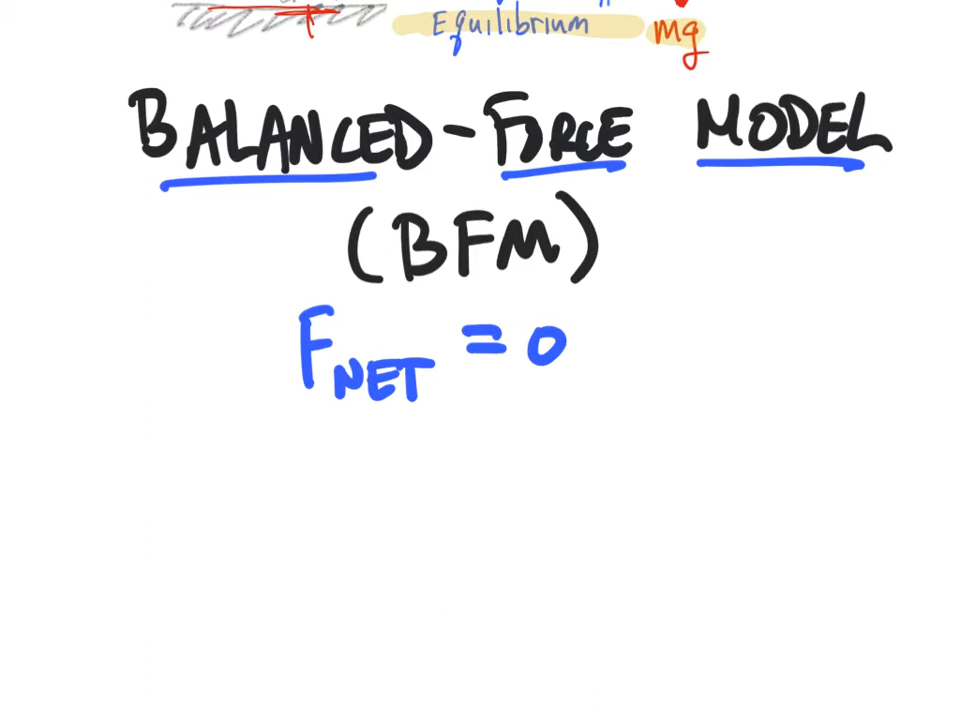 Equilibrium mg
BALANCED-FORCE MODEL
(BFM)
FNET = 0